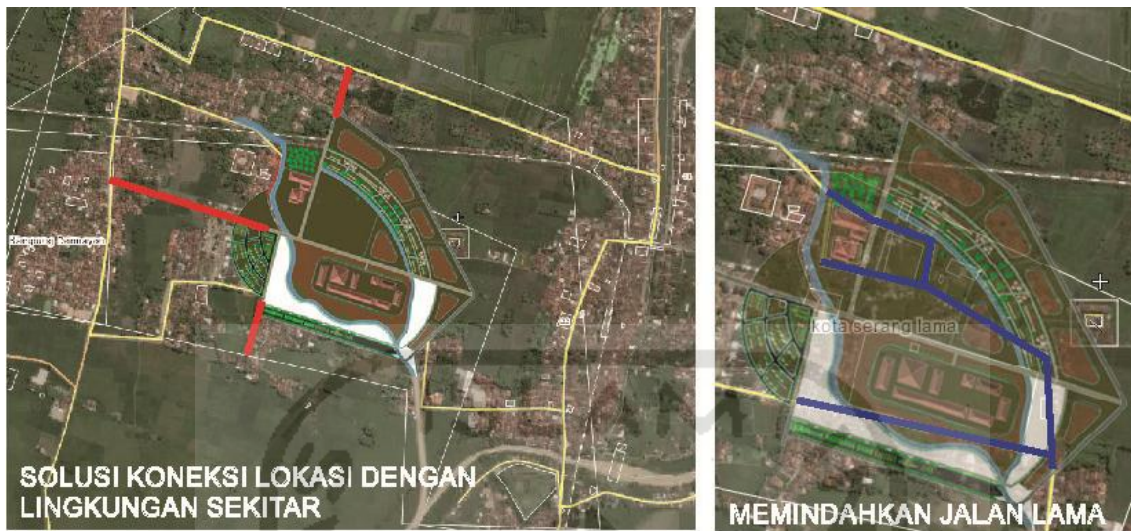 SOLUSI KONEKSI LOKASI DENGAN
LINGKUNGAN SEKITAR
kota serang lama
MEMINDAHKAN JALAN LAMA